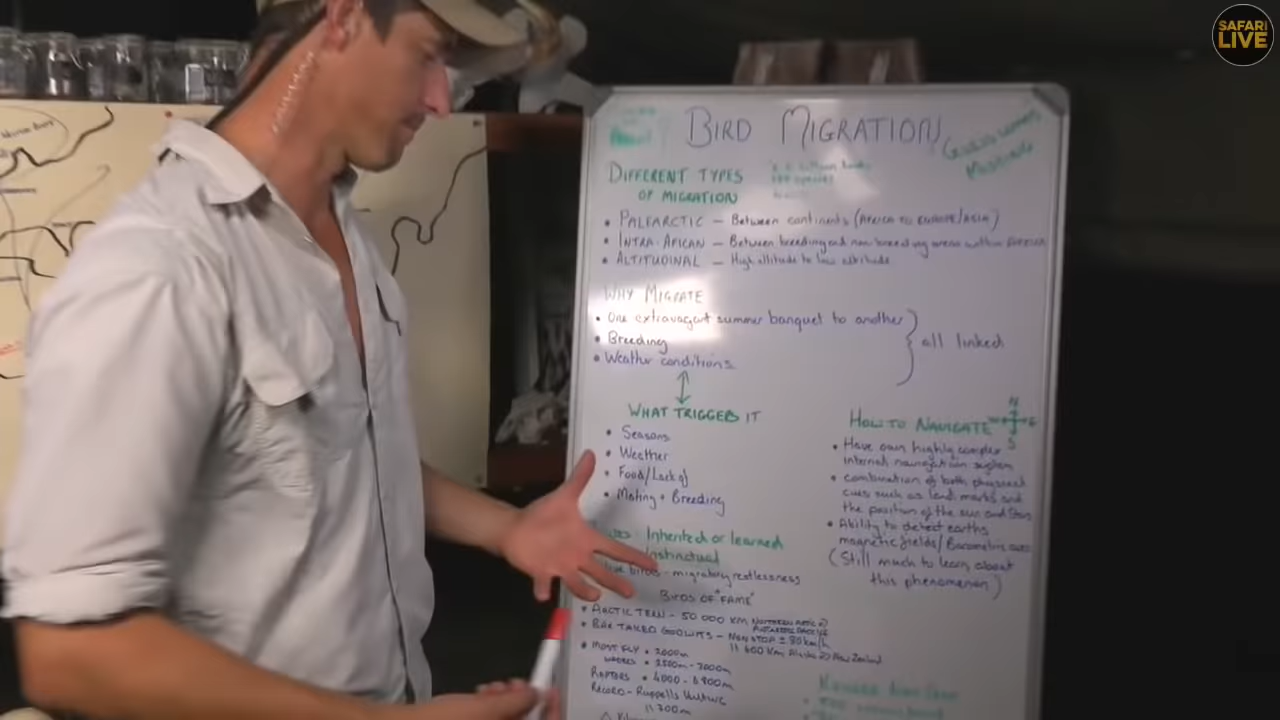 SAFARI
LIVE
BIRD MIGRATION
DIFFERENT TYPES
OF MIGRATION
• PALEARCTIC – Between continents (AFRICA TO EUROPE/ASIA)
• INTRA-AFICAN – Between breeding and non breeding areas within AFRICA
• ALTITUDINAL – High altitude to low altitude
WHY MIGRATE
• One extravagant summer banquet to another
• Breeding
• Weather conditions
all linked
WHAT TRIGGERS IT
• Seasons
• Weather
• Food/Lack of
• Mating + Breeding
Inherited or learned
Instinctual
birds - migratory restlessness
HOW TO NAVIGATE
N
E
S
• Have own highly complex
internal navigation system
• combination of both physical
cues such as land marks and
the position of the sun and stars
• Ability to detect earths
magnetic fields/Barometric
(Still much to learn about
this phenomenon)
BIRDS OF "FAME"
• ARCTIC TERN - 50 000 KM
• BAR TAILED GODWITS - NON STOP ± 80 km/h
11 600 Km Alaska to New Zealand
• MOST FLY • 2000m
WADERS • 2500m - 7000m
RAPTORS • 4000 - 6 800m
RECORD - Ruppells Vulture
11 300m